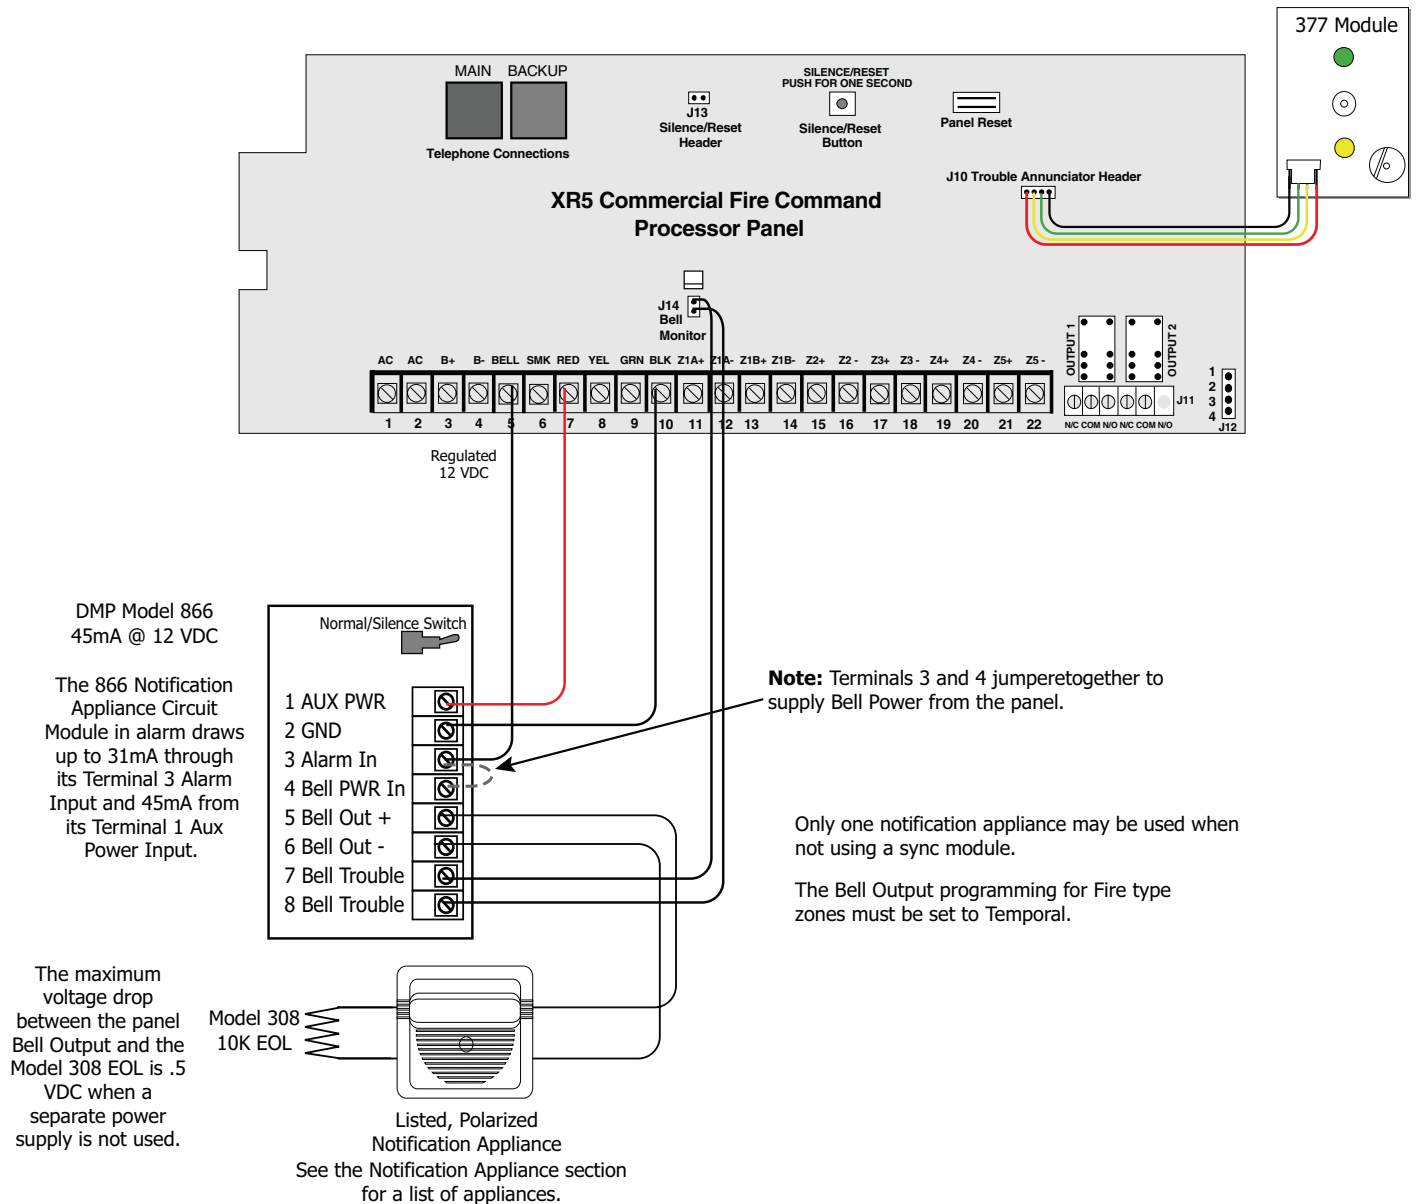 377 Module
MAIN BACKUP
Telephone Connections
J13
Silence/Reset
Header
SILENCE/RESET
PUSH FOR ONE SECOND
Silence/Reset
Button
Panel Reset
J10 Trouble Annunciator Header
XR5 Commercial Fire Command
Processor Panel
J14
Bell
Monitor
OUTPUT 1
OUTPUT 2
AC AC B+ B- BELL SMK RED YEL GRN BLK Z1A+ Z1A- Z1B+ Z1B- Z2+ Z2 - Z3+ Z3 - Z4+ Z4 - Z5+ Z5 -
1 2 3 4 5 6 7 8 9 10 11 12 13 14 15 16 17 18 19 20 21 22
J11
N/C COM N/O N/C COM N/O
1
2
3
4
J12
Regulated
12 VDC
DMP Model 866
45mA @ 12 VDC
The 866 Notification
Appliance Circuit
Module in alarm draws
up to 31mA through
its Terminal 3 Alarm
Input and 45mA from
its Terminal 1 Aux
Power Input.
Normal/Silence Switch
1 AUX PWR
2 GND
3 Alarm In
4 Bell PWR In
5 Bell Out +
6 Bell Out -
7 Bell Trouble
8 Bell Trouble
Note: Terminals 3 and 4 jumperetogether to
supply Bell Power from the panel.
Only one notification appliance may be used when
not using a sync module.
The Bell Output programming for Fire type
zones must be set to Temporal.
The maximum
voltage drop
between the panel
Bell Output and the
Model 308 EOL is .5
VDC when a
separate power
supply is not used.
Model 308
10K EOL
Listed, Polarized
Notification Appliance
See the Notification Appliance section
for a list of appliances.